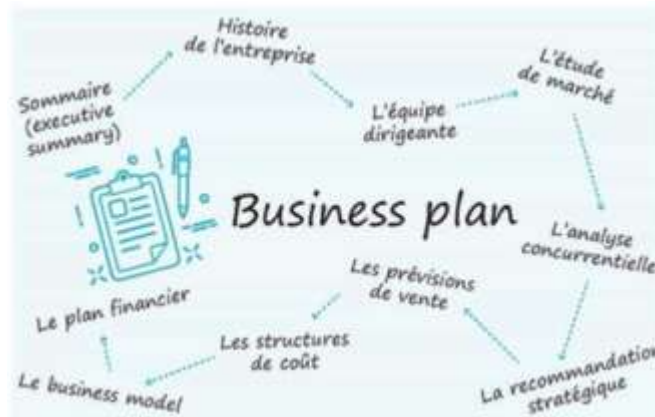 Sommaire
(executive
summary)
Histoire
de l'entreprise
L'équipe
dirigeante
L'étude
de marché
L'analyse
concurrentielle
La recommandation
stratégique
Les prévisions
de vente
Les structures
de coût
Le business model
Le plan financier
Business plan